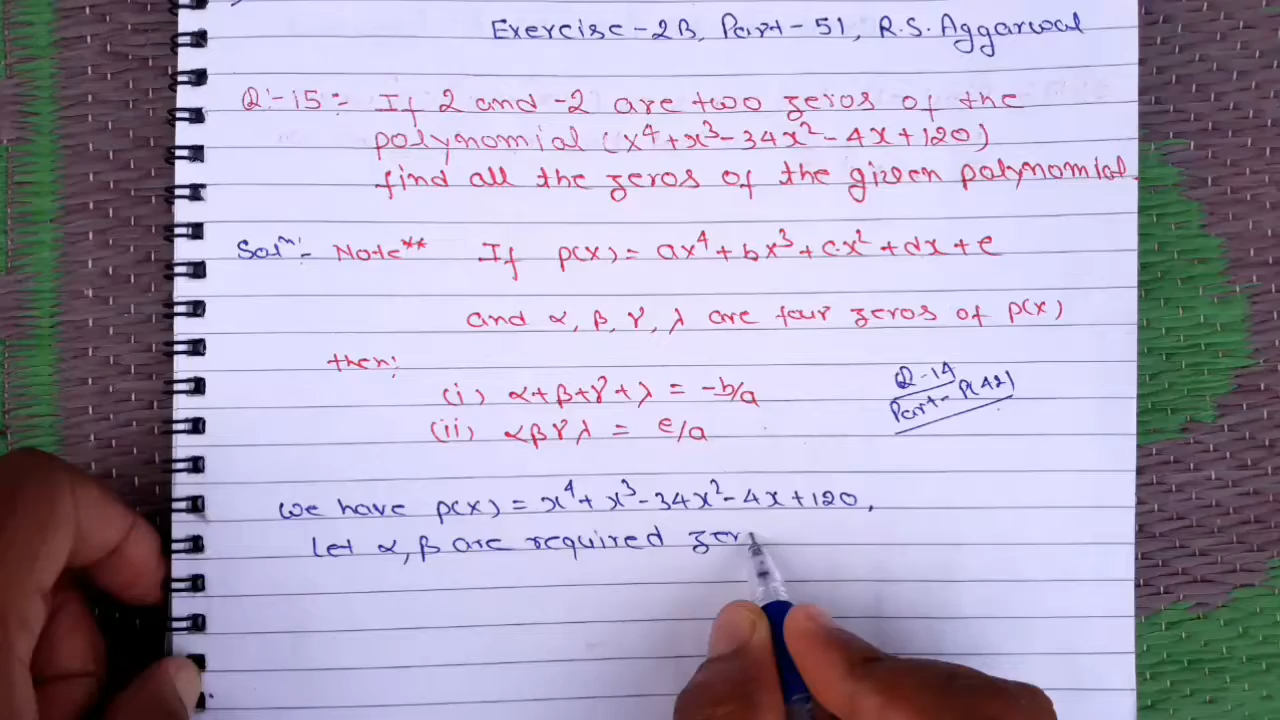 Exercise-2B, Part-51, R.S.Aggarwal
Q:-15:- If 2 and -2 are two zeros of the
polynomial (x⁴+x³-34x²-4x+120)
find all the zeros of the given polynomial.
Solⁿ:- Note** If p(x)= ax⁴+bx³+cx²+dx+e
and α, β, γ, λ are four zeros of p(x)
then:
(i) α+β+γ+λ = -b/a
Q-14
Part-P(42)
(ii) αβγλ = e/a
We have p(x)=x⁴+x³-34x²-4x+120,
Let α,β are required zer